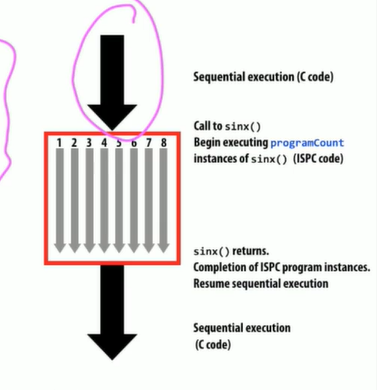 Sequential execution (C code)
Call to sinx()
Begin executing programCount
instances of sinx() (ISPC code)
1 2 3 4 5 6 7 8
sinx() returns.
Completion of ISPC program instances.
Resume sequential execution
Sequential execution
(C code)